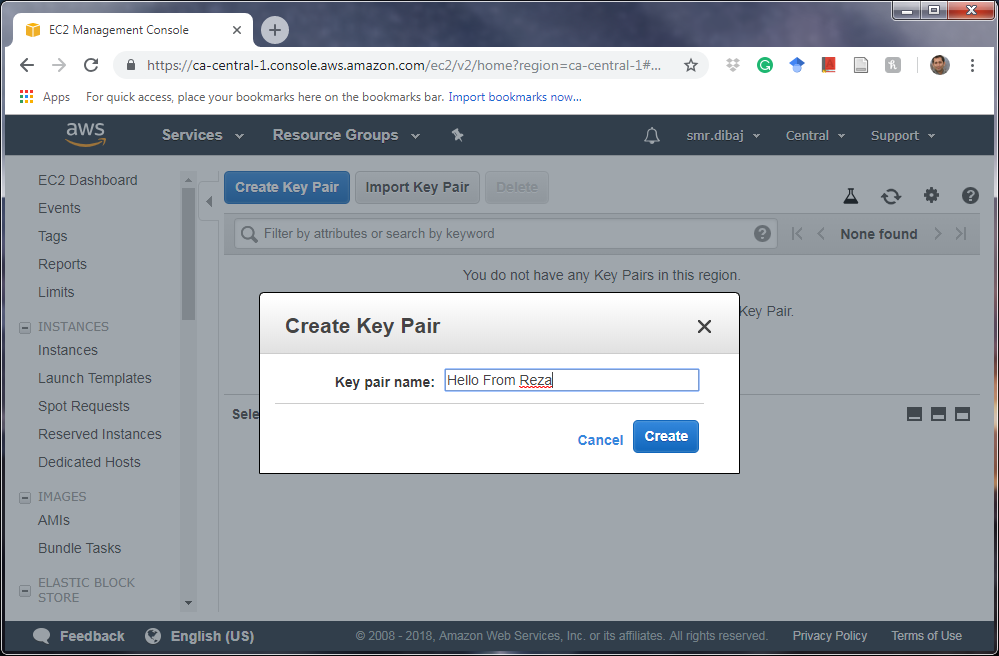 EC2 Management Console
https://ca-central-1.console.aws.amazon.com/ec2/v2/home?region=ca-central-1#...
Apps For quick access, place your bookmarks here on the bookmarks bar. Import bookmarks now...
aws Services Resource Groups smr.dibaj Central Support
EC2 Dashboard
Events
Tags
Reports
Limits
INSTANCES
Instances
Launch Templates
Spot Requests
Reserved Instances
Dedicated Hosts
IMAGES
AMIs
Bundle Tasks
ELASTIC BLOCK
STORE
Create Key Pair Import Key Pair Delete
Filter by attributes or search by keyword None found
You do not have any Key Pairs in this region.
Key Pair.
Sele
Create Key Pair
Key pair name: Hello From Reza
Cancel Create
Feedback English (US) © 2008 - 2018, Amazon Web Services, Inc. or its affiliates. All rights reserved. Privacy Policy Terms of Use